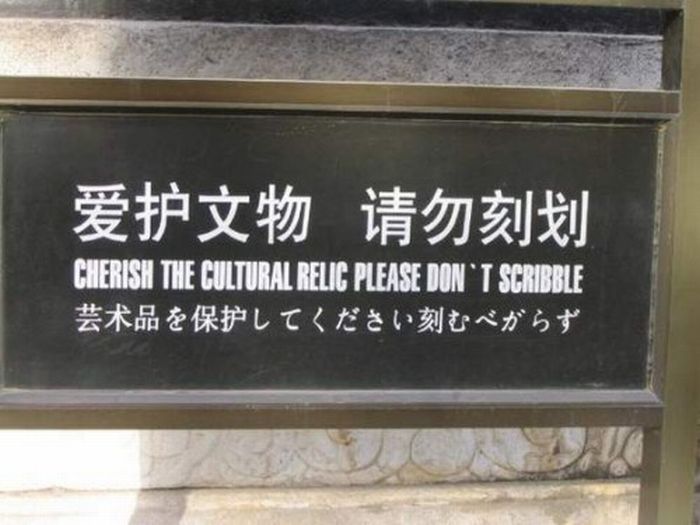 爱护文物 请勿刻划
CHERISH THE CULTURAL RELIC PLEASE DON`T SCRIBBLE
芸术品を保护してください刻むべがらず